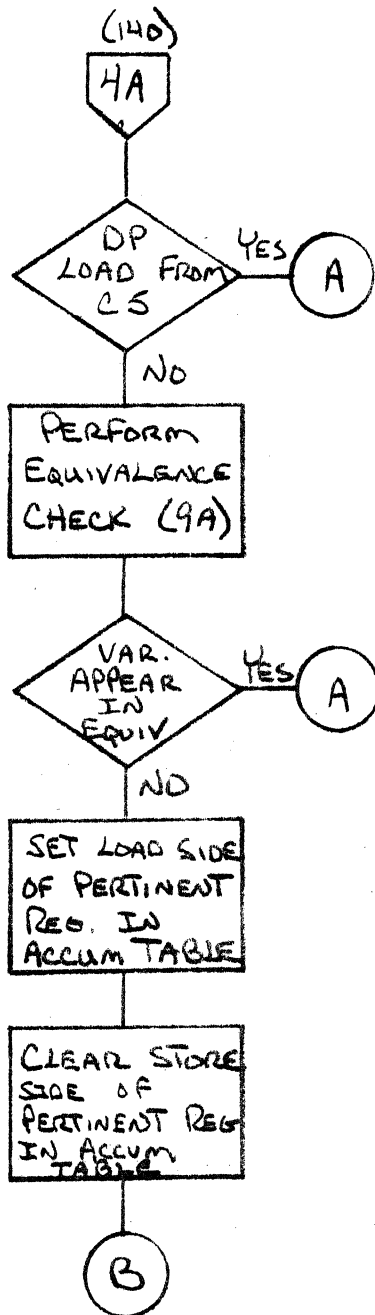 (140)
4A
DP
LOAD FROM
CS
YES
A
NO
PERFORM
EQUIVALENCE
CHECK (9A)
VAR.
APPEAR
IN
EQUIV
YES
A
NO
SET LOAD SIDE
OF PERTINENT
REG. IN
ACCUM TABLE
CLEAR STORE
SIDE OF
PERTINENT REG
IN ACCUM
TABLE
B